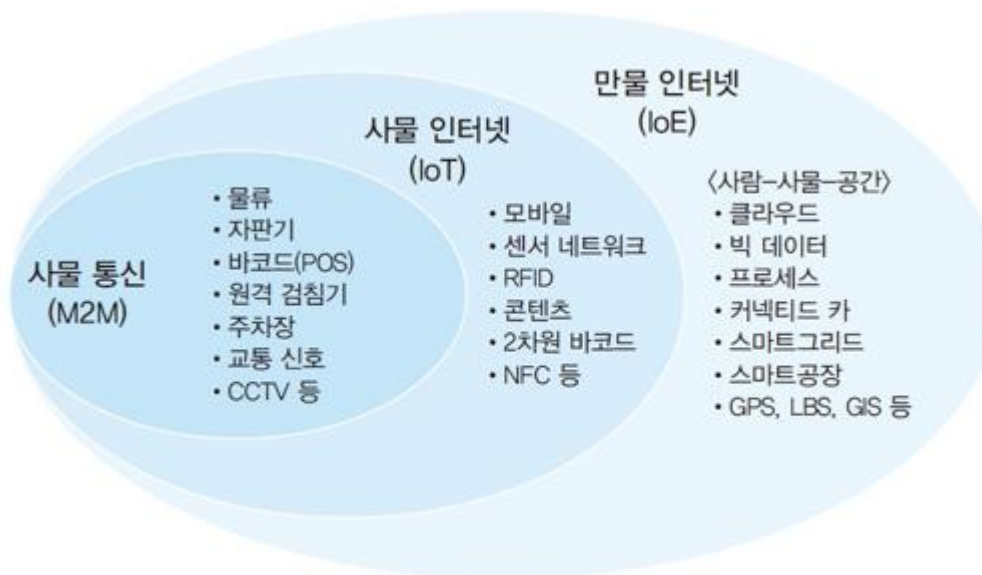 만물 인터넷
(IoE)
사물 인터넷
(IoT)
사물 통신
(M2M)
• 물류
• 자판기
• 바코드(POS)
• 원격 검침기
• 주차장
• 교통 신호
• CCTV 등
• 모바일
• 센서 네트워크
• RFID
• 콘텐츠
• 2차원 바코드
• NFC 등
〈사람–사물–공간〉
• 클라우드
• 빅 데이터
• 프로세스
• 커넥티드 카
• 스마트그리드
• 스마트공장
• GPS, LBS, GIS 등